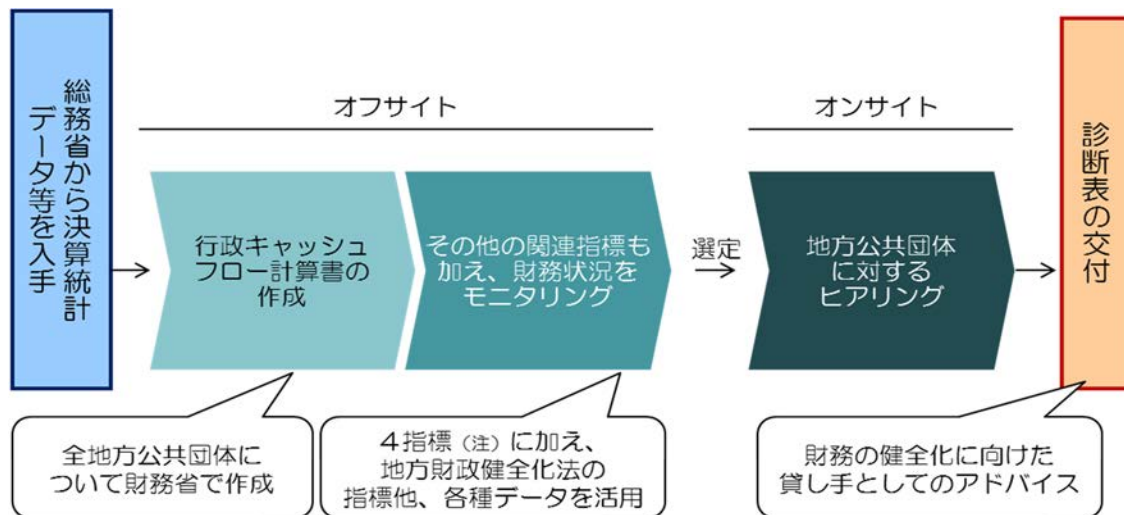 総務省から決算統計
データ等を入手
オフサイト
行政キャッシュ
フロー計算書の
作成
その他の関連指標も
加え、財務状況を
モニタリング
選定
オンサイト
地方公共団体
に対する
ヒアリング
診断表の交付
全地方公共団体に
ついて財務省で作成
4指標（注）に加え、
地方財政健全化法の
指標他、各種データを活用
財務の健全化に向けた
貸し手としてのアドバイス